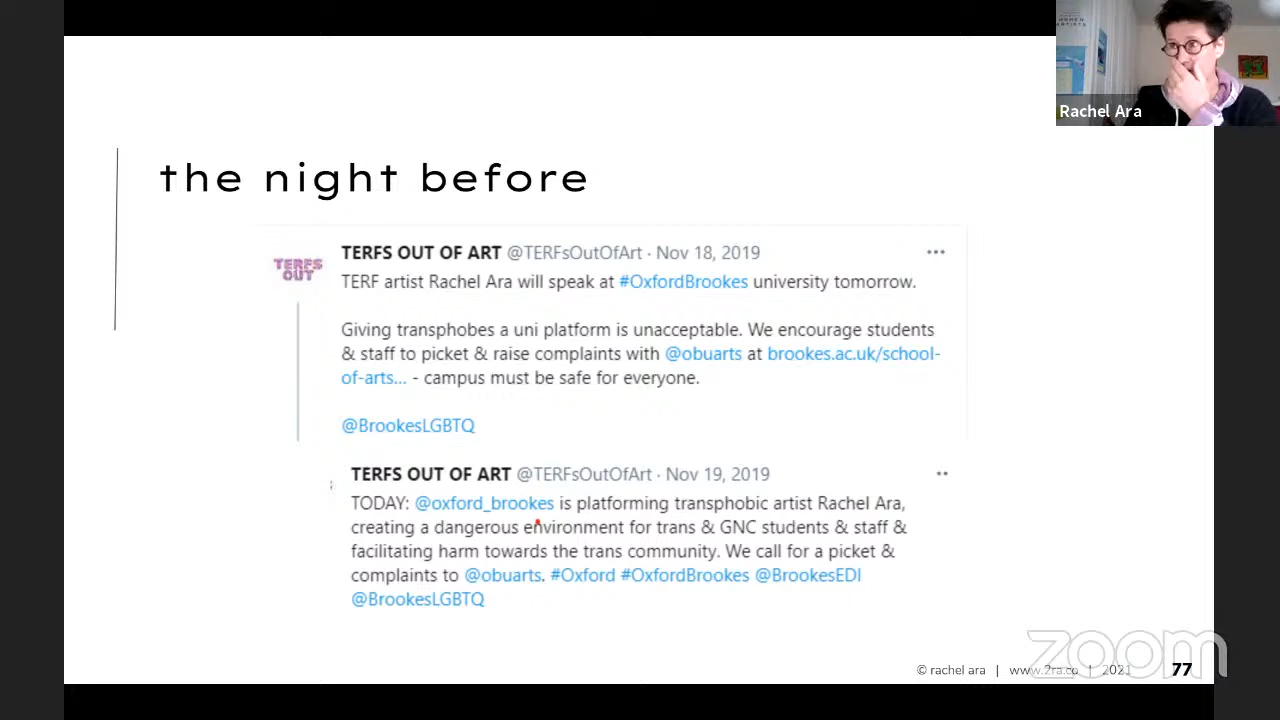 WOMEN
ARTISTS
Rachel Ara
the night before
TERFS OUT
TERFS OUT OF ART @TERFsOutOfArt · Nov 18, 2019
TERF artist Rachel Ara will speak at #OxfordBrookes university tomorrow.
Giving transphobes a uni platform is unacceptable. We encourage students
& staff to picket & raise complaints with @obuarts at brookes.ac.uk/school-
of-arts... - campus must be safe for everyone.
@BrookesLGBTQ
TERFS OUT OF ART @TERFsOutOfArt · Nov 19, 2019
TODAY: @oxford_brookes is platforming transphobic artist Rachel Ara,
creating a dangerous environment for trans & GNC students & staff &
facilitating harm towards the trans community. We call for a picket &
complaints to @obuarts. #Oxford #OxfordBrookes @BrookesEDI
@BrookesLGBTQ
© rachel ara | www.2ra.co | 2021 77
zoom